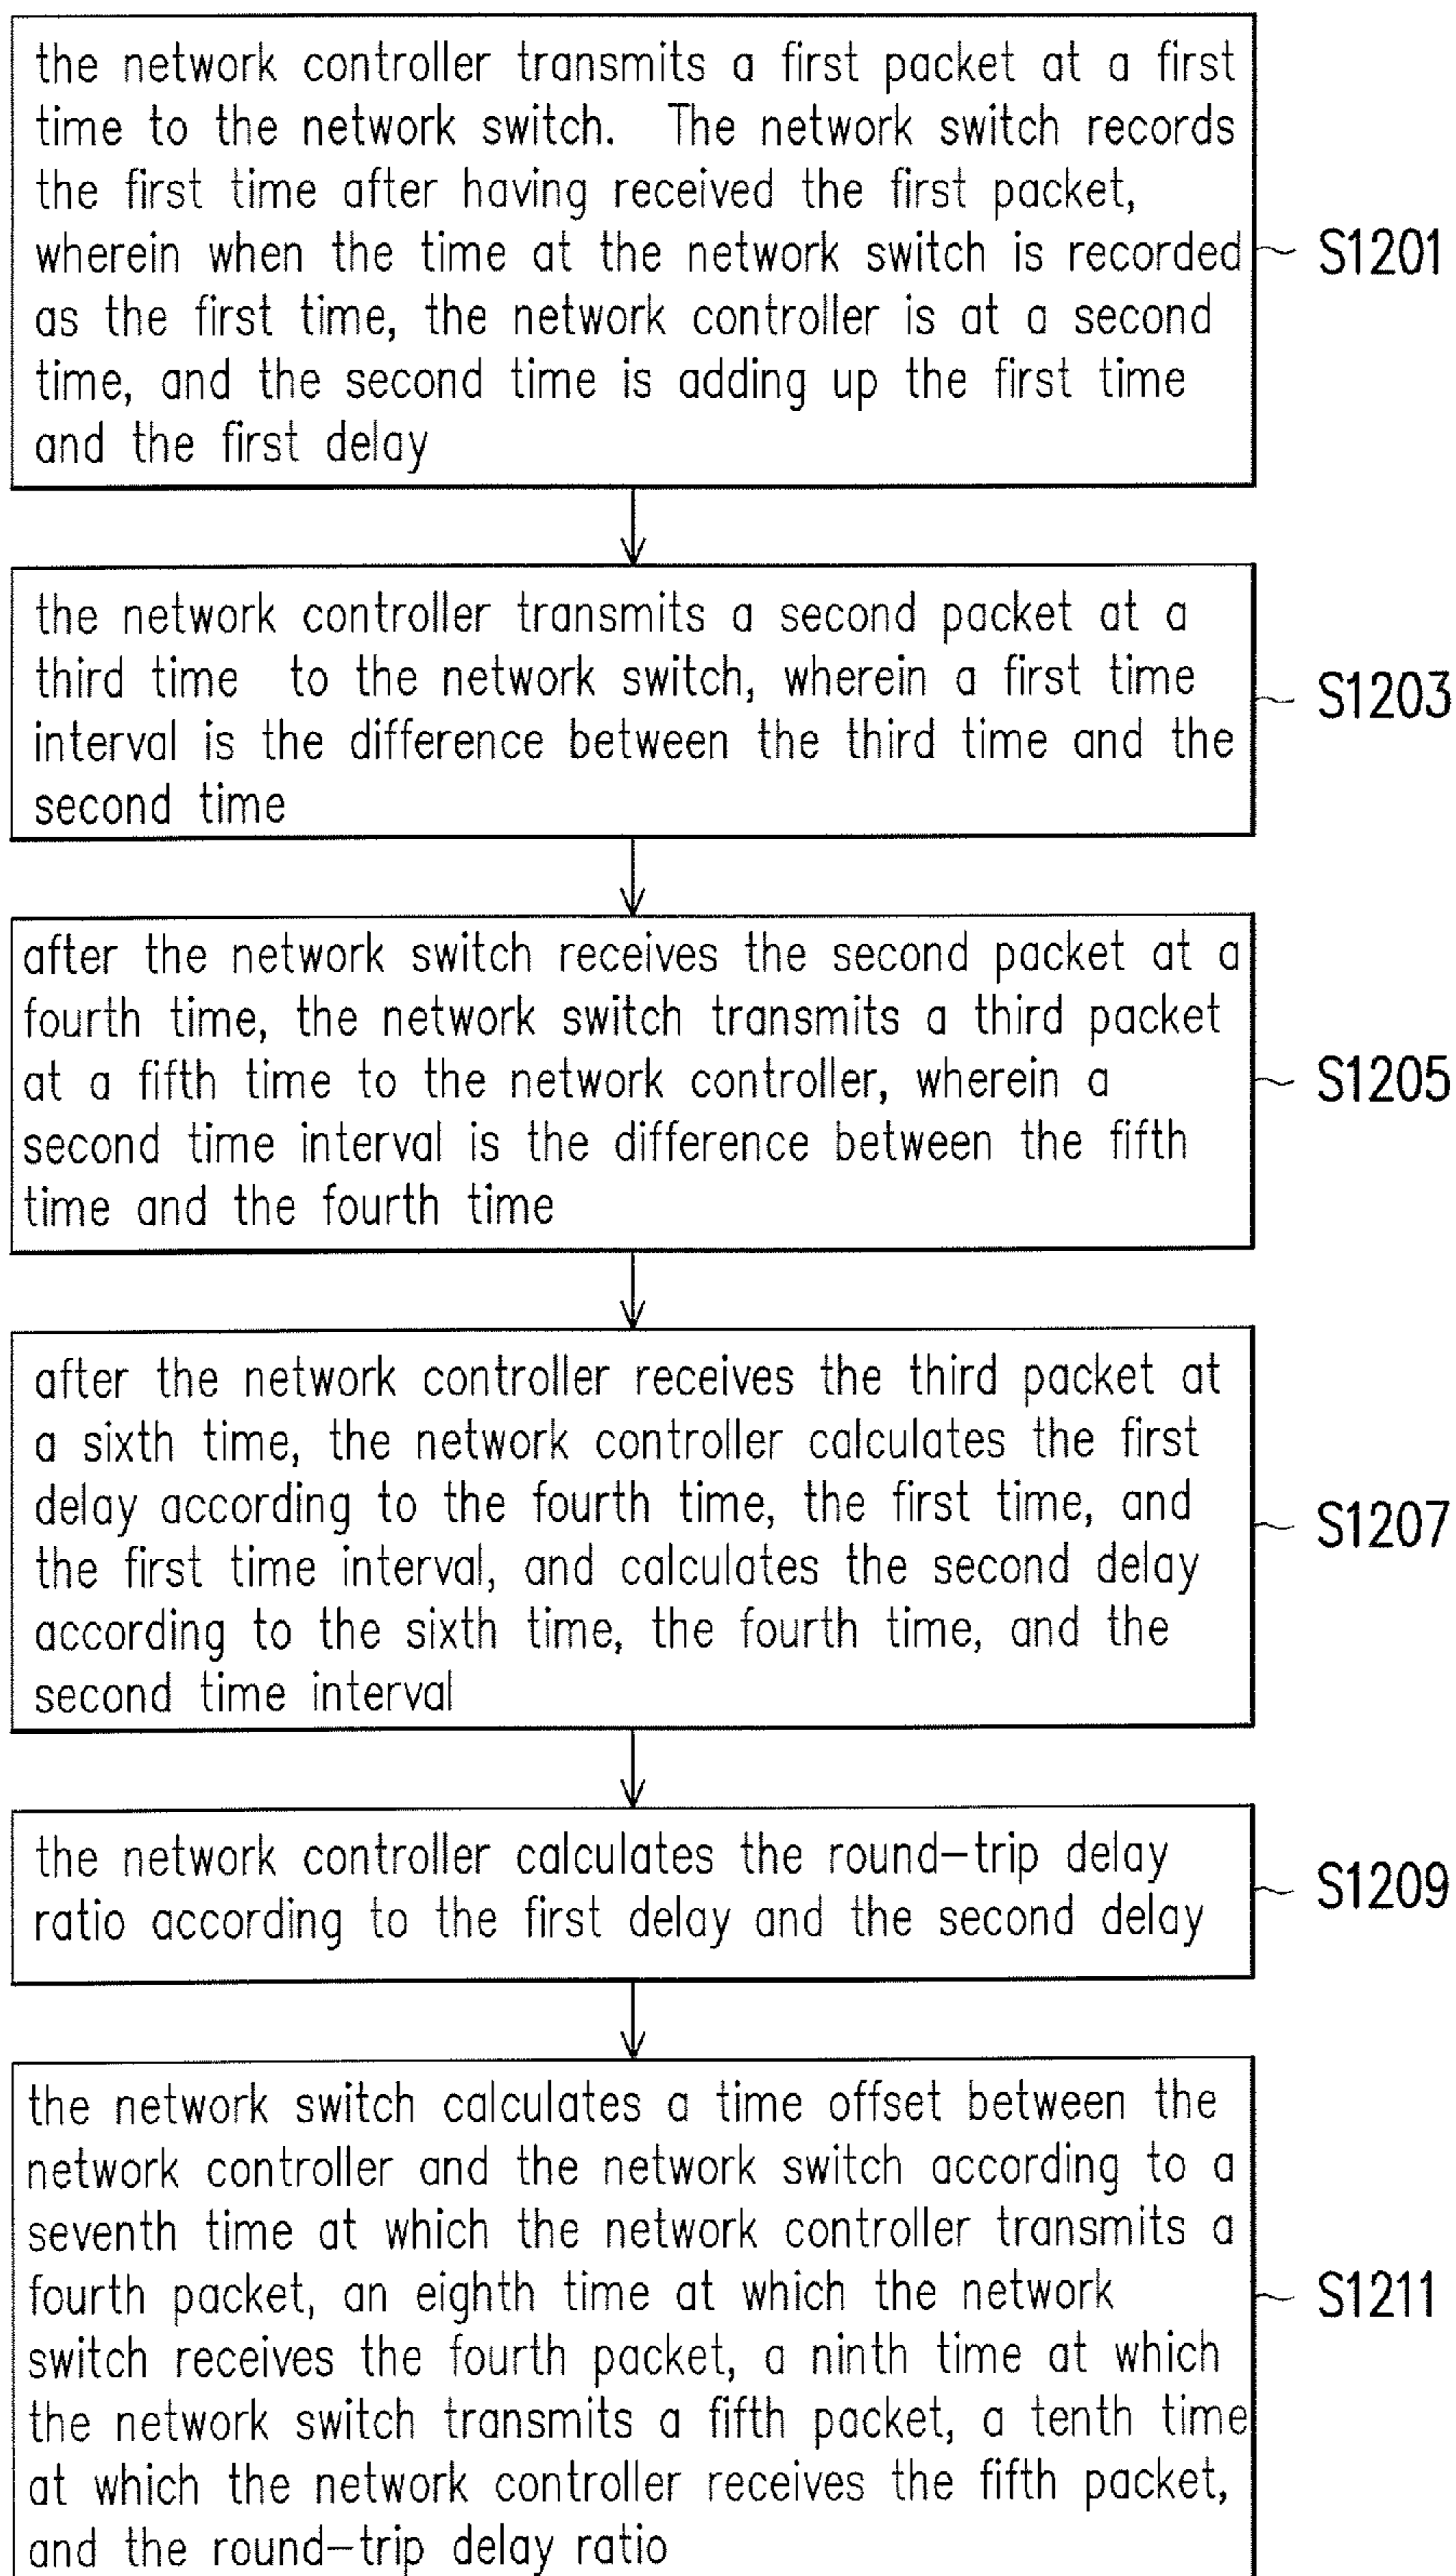 the network controller transmits a first packet at a first
time to the network switch. The network switch records
the first time after having received the first packet,
wherein when the time at the network switch is recorded
as the first time, the network controller is at a second
time, and the second time is adding up the first time
and the first delay
S1201
the network controller transmits a second packet at a
third time to the network switch, wherein a first time
interval is the difference between the third time and the
second time
S1203
after the network switch receives the second packet at a
fourth time, the network switch transmits a third packet
at a fifth time to the network controller, wherein a
second time interval is the difference between the fifth
time and the fourth time
S1205
after the network controller receives the third packet at
a sixth time, the network controller calculates the first
delay according to the fourth time, the first time, and
the first time interval, and calculates the second delay
according to the sixth time, the fourth time, and the
second time interval
S1207
the network controller calculates the round-trip delay
ratio according to the first delay and the second delay
S1209
the network switch calculates a time offset between the
network controller and the network switch according to a
seventh time at which the network controller transmits a
fourth packet, an eighth time at which the network
switch receives the fourth packet, a ninth time at which
the network switch transmits a fifth packet, a tenth time
at which the network controller receives the fifth packet,
and the round-trip delay ratio
S1211